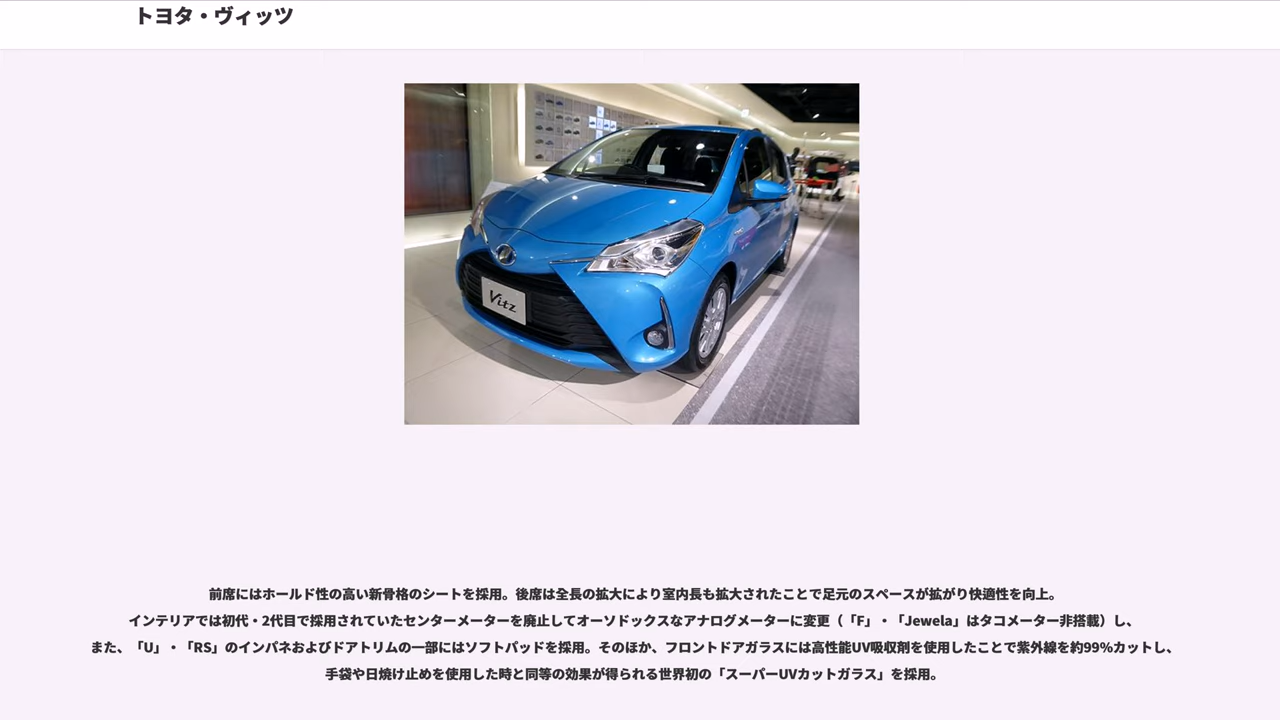 トヨタ・ヴィッツ
Vitz
前席にはホールド性の高い新骨格のシートを採用。後席は全長の拡大により室内長も拡大されたことで足元のスペースが拡がり快適性を向上。
インテリアでは初代・2代目で採用されていたセンターメーターを廃止してオーソドックスなアナログメーターに変更（「F」・「Jewela」はタコメーター非搭載）し、
また、「U」・「RS」のインパネおよびドアトリムの一部にはソフトパッドを採用。そのほか、フロントドアガラスには高性能UV吸収剤を使用したことで紫外線を約99%カットし、
手袋や日焼け止めを使用した時と同等の効果が得られる世界初の「スーパーUVカットガラス」を採用。